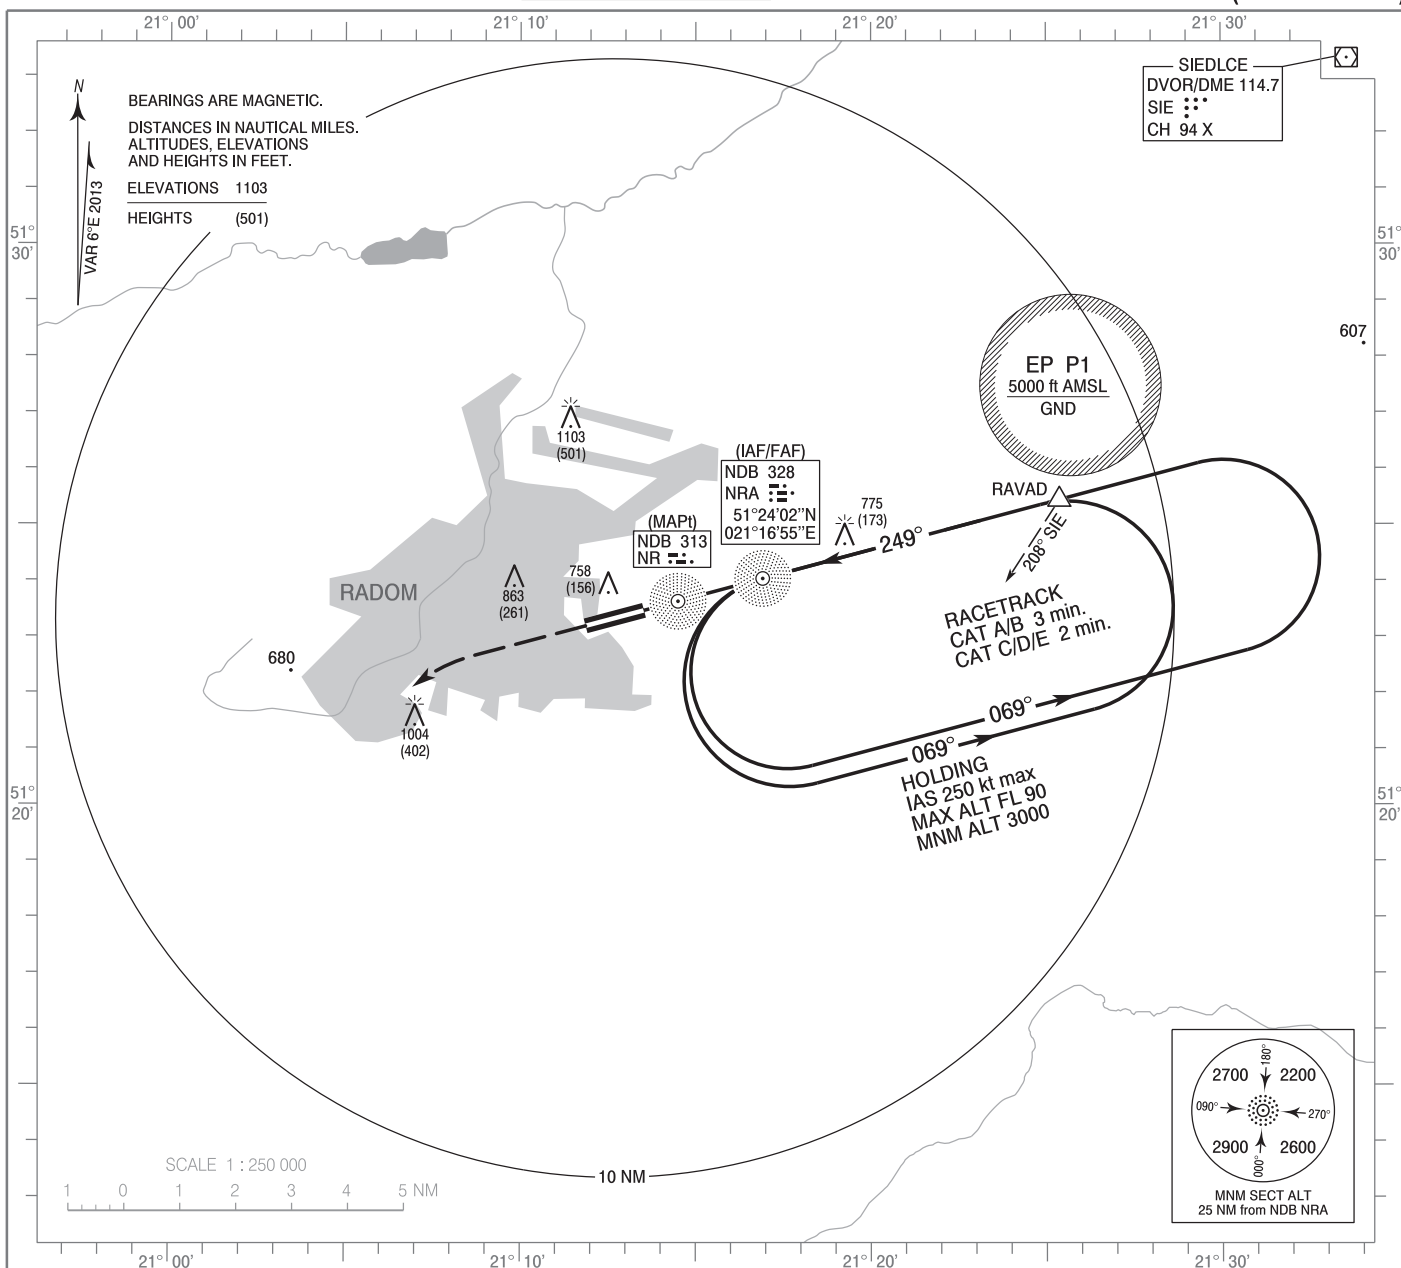 21° 00'
21° 10'
21° 20'
21° 30'
N
VAR 6°E 2013
BEARINGS ARE MAGNETIC.
DISTANCES IN NAUTICAL MILES.
ALTITUDES, ELEVATIONS
AND HEIGHTS IN FEET.
ELEVATIONS 1103
HEIGHTS (501)
SIEDLCE
DVOR/DME 114.7
SIE
CH 94 X
51°
30'
51°
30'
607
EP P1
5000 ft AMSL
GND
1103
(501)
(IAF/FAF)
NDB 328
NRA
51°24'02"N
021°16'55"E
(MAPt)
NDB 313
NR
775
(173)
RAVAD
249°
208° SIE
RADOM
863
(261)
758
(156)
RACETRACK
CAT A/B 3 min.
CAT C/D/E 2 min.
680
1004
(402)
069°
069°
HOLDING
IAS 250 kt max
MAX ALT FL 90
MNM ALT 3000
51°
20'
51°
20'
10 NM
SCALE 1 : 250 000
1 0 1 2 3 4 5 NM
180°
2700 2200
090° 270°
2900 2600
000°
MNM SECT ALT
25 NM from NDB NRA
21° 00'
21° 10'
21° 20'
21° 30'